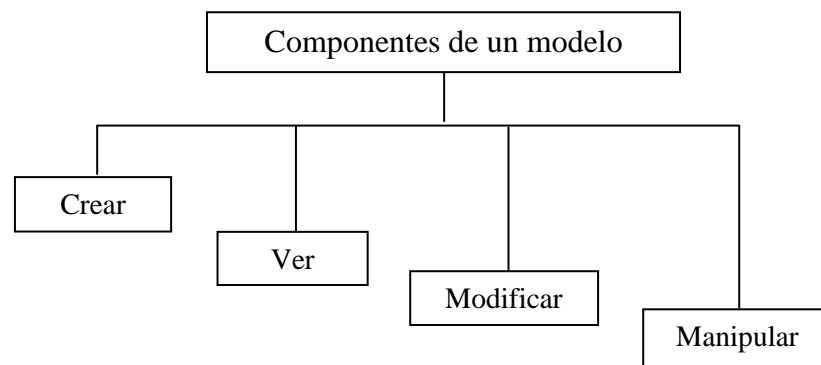 Componentes de un modelo
Crear
Ver
Modificar
Manipular